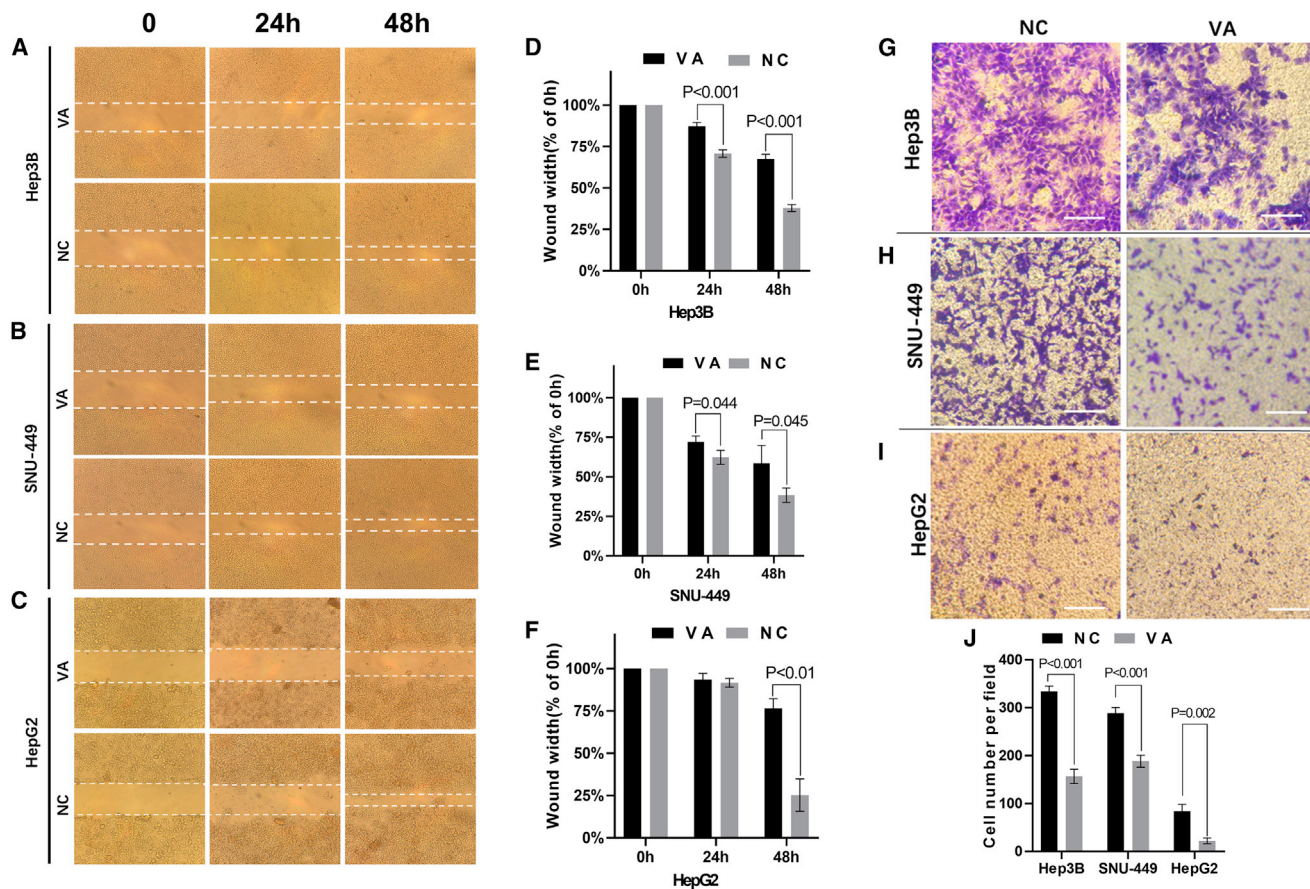 0 24h 48h
A
VA
NC
Hep3B
B
VA
NC
SNU-449
C
VA
NC
HepG2
D
VA NC
Wound width(% of 0h)
100%
75%
50%
25%
0%
P<0.001
P<0.001
0h 24h 48h
Hep3B
E
VA NC
Wound width(% of 0h)
100%
75%
50%
25%
0%
P=0.044
P=0.045
0h 24h 48h
SNU-449
F
VA NC
Wound width(% of 0h)
100%
75%
50%
25%
0%
P<0.01
0h 24h 48h
HepG2
NC VA
G
Hep3B
H
SNU-449
I
HepG2
J
NC VA
Cell number per field
400
300
200
100
0
P<0.001
P<0.001
P=0.002
Hep3B SNU-449 HepG2